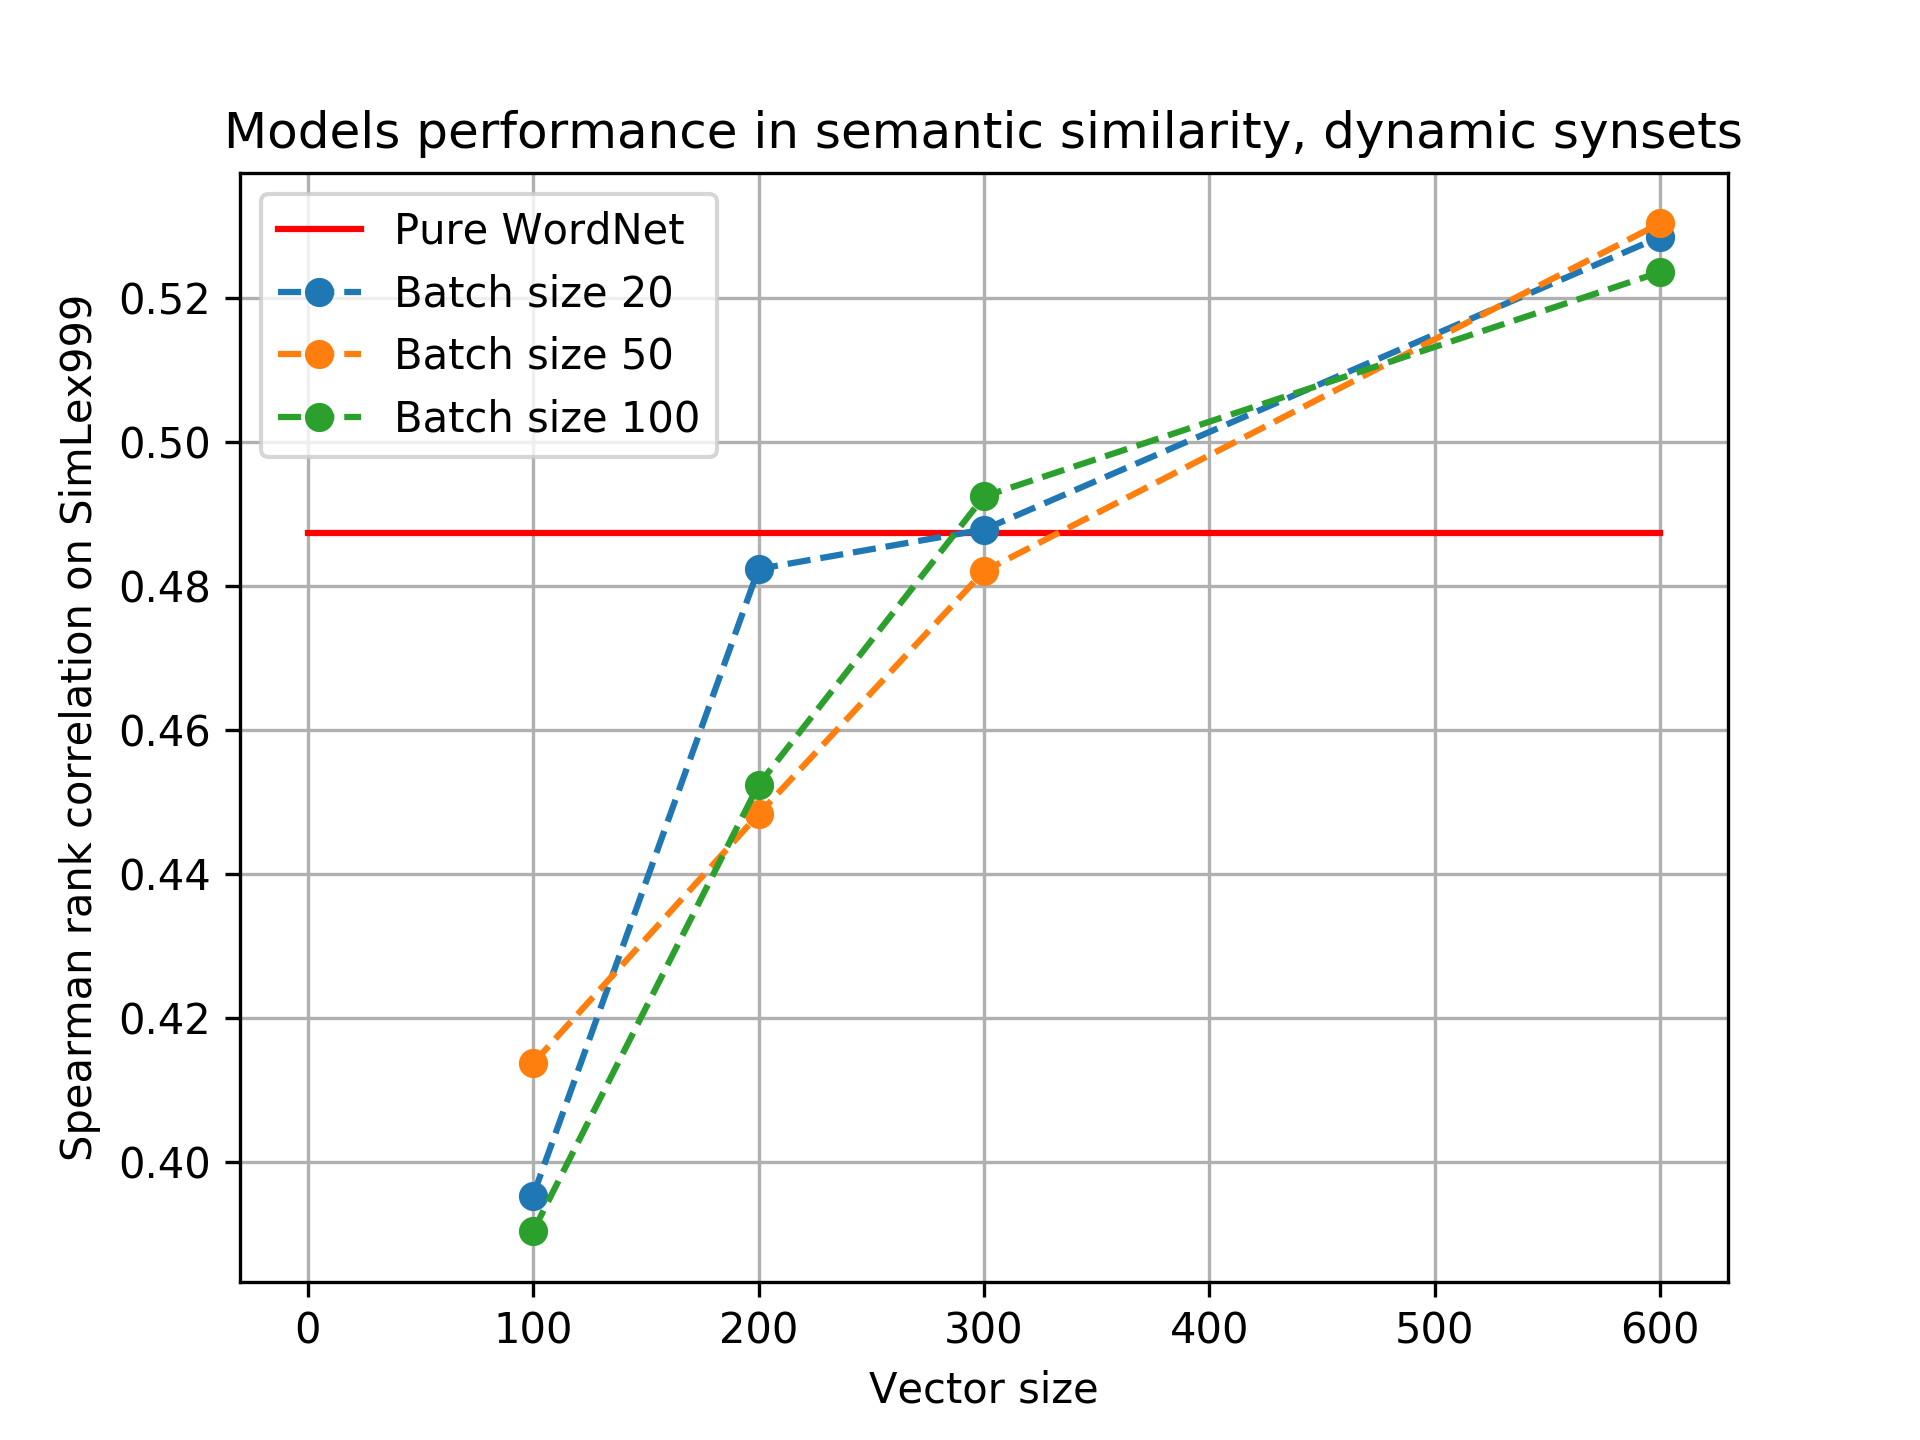 Models performance in semantic similarity, dynamic synsets
Pure WordNet
Batch size 20
Batch size 50
Batch size 100
Spearman rank correlation on SimLex999
0.52
0.50
0.48
0.46
0.44
0.42
0.40
0 100 200 300 400 500 600
Vector size